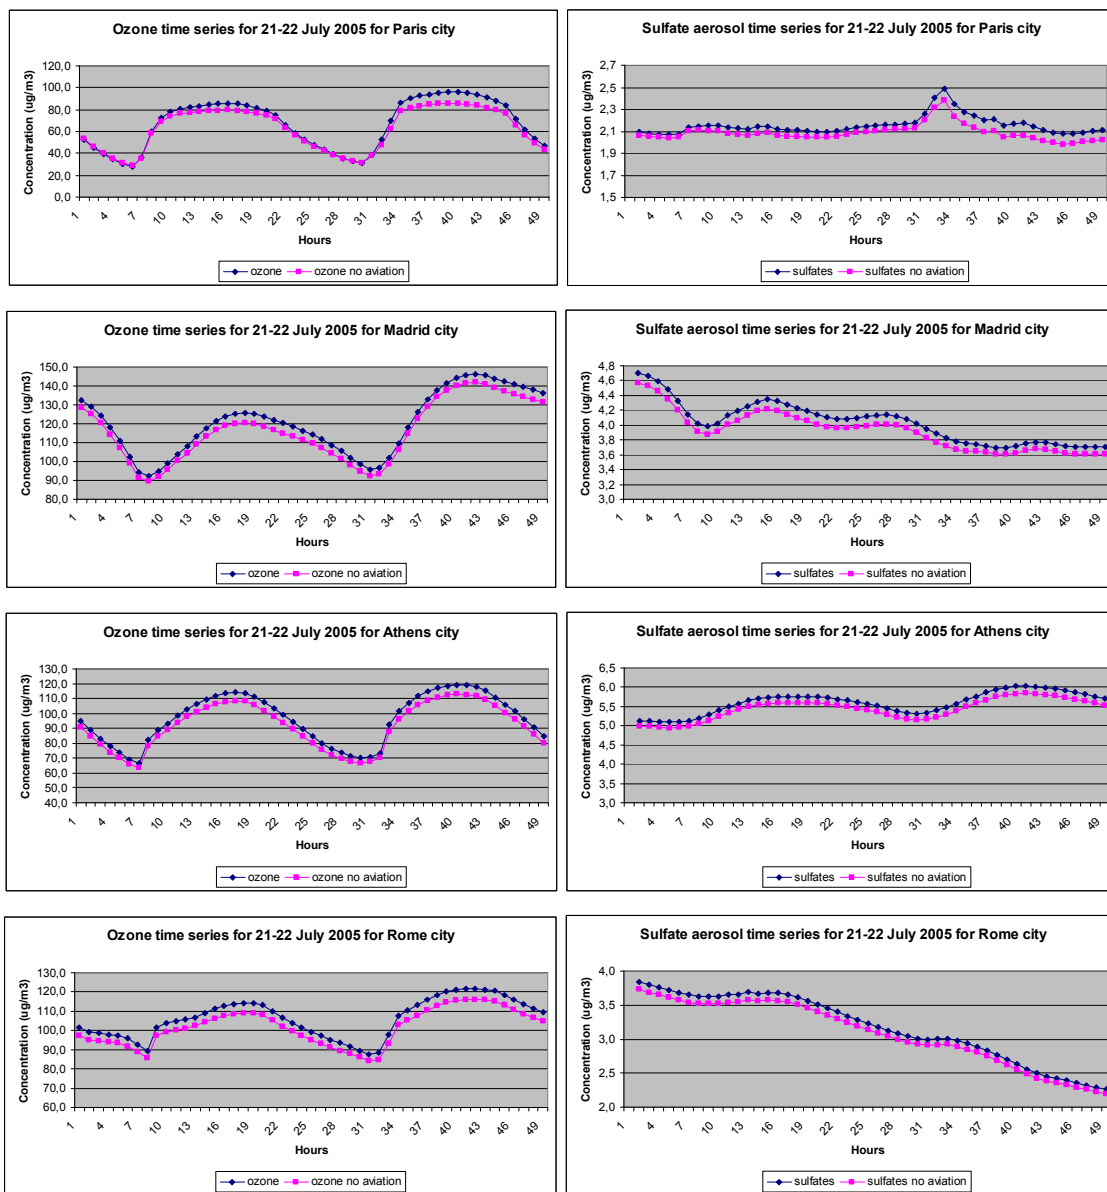 Ozone time series for 21-22 July 2005 for Paris city
Concentration (ug/m3)
120,0
100,0
80,0
60,0
40,0
20,0
0,0
1 4 7 10 13 16 19 22 25 28 31 34 37 40 43 46 49
Hours
ozone ozone no aviation
Sulfate aerosol time series for 21-22 July 2005 for Paris city
Concentration (ug/m3)
2,7
2,5
2,3
2,1
1,9
1,7
1,5
1 4 7 10 13 16 19 22 25 28 31 34 37 40 43 46 49
Hours
sulfates sulfates no aviation
Ozone time series for 21-22 July 2005 for Madrid city
Concentration (ug/m3)
150,0
140,0
130,0
120,0
110,0
100,0
90,0
80,0
1 4 7 10 13 16 19 22 25 28 31 34 37 40 43 46 49
Hours
ozone ozone no aviation
Sulfate aerosol time series for 21-22 July 2005 for Madrid city
Concentration (ug/m3)
4,8
4,6
4,4
4,2
4,0
3,8
3,6
3,4
3,2
3,0
1 4 7 10 13 16 19 22 25 28 31 34 37 40 43 46 49
Hours
sulfates sulfates no aviation
Ozone time series for 21-22 July 2005 for Athens city
Concentration (ug/m3)
130,0
120,0
110,0
100,0
90,0
80,0
70,0
60,0
50,0
40,0
1 4 7 10 13 16 19 22 25 28 31 34 37 40 43 46 49
Hours
ozone ozone no aviation
Sulfate aerosol time series for 21-22 July 2005 for Athens city
Concentration (ug/m3)
6,5
6,0
5,5
5,0
4,5
4,0
3,5
3,0
1 4 7 10 13 16 19 22 25 28 31 34 37 40 43 46 49
Hours
sulfates sulfates no aviation
Ozone time series for 21-22 July 2005 for Rome city
Concentration (ug/m3)
130,0
120,0
110,0
100,0
90,0
80,0
70,0
60,0
1 4 7 10 13 16 19 22 25 28 31 34 37 40 43 46 49
Hours
ozone ozone no aviation
Sulfate aerosol time series for 21-22 July 2005 for Rome city
Concentration (ug/m3)
4,0
3,5
3,0
2,5
2,0
1 4 7 10 13 16 19 22 25 28 31 34 37 40 43 46 49
Hours
sulfates sulfates no aviation